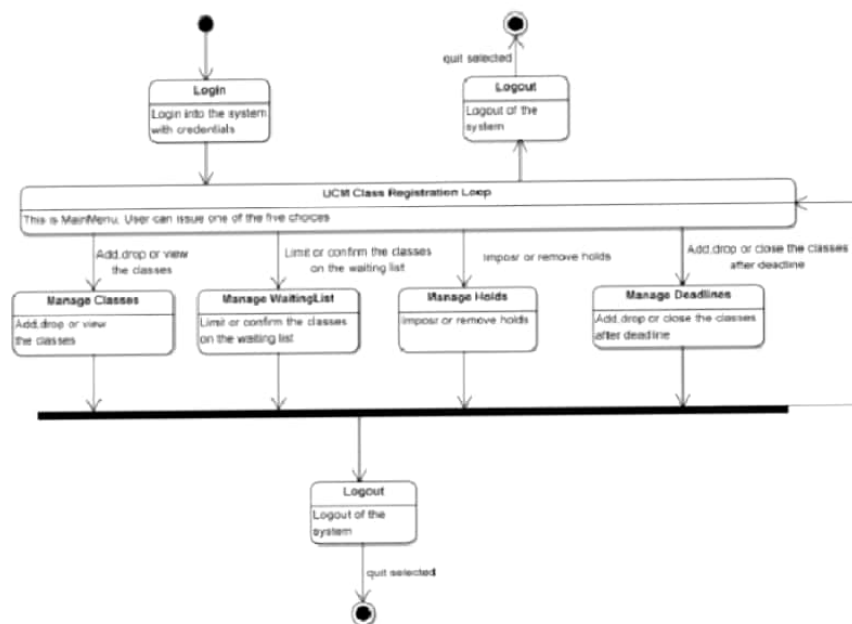 quit selected
Login
Login into the system
with credentials
Logout
Logout of the
system
UCM Class Registration Loop
This is MainMenu. User can issue one of the five choices
Add,drop or view
the classes
Limit or confirm the classes
on the waiting list
Imposr or remove holds
Add,drop or close the classes
after deadline
Manage Classes
Add,drop or view
the classes
Manage WaitingList
Limit or confirm the classes
on the waiting list
Manage Holds
Imposr or remove holds
Manage Deadlines
Add,drop or close the classes
after deadline
Logout
Logout of the
system
quit selected